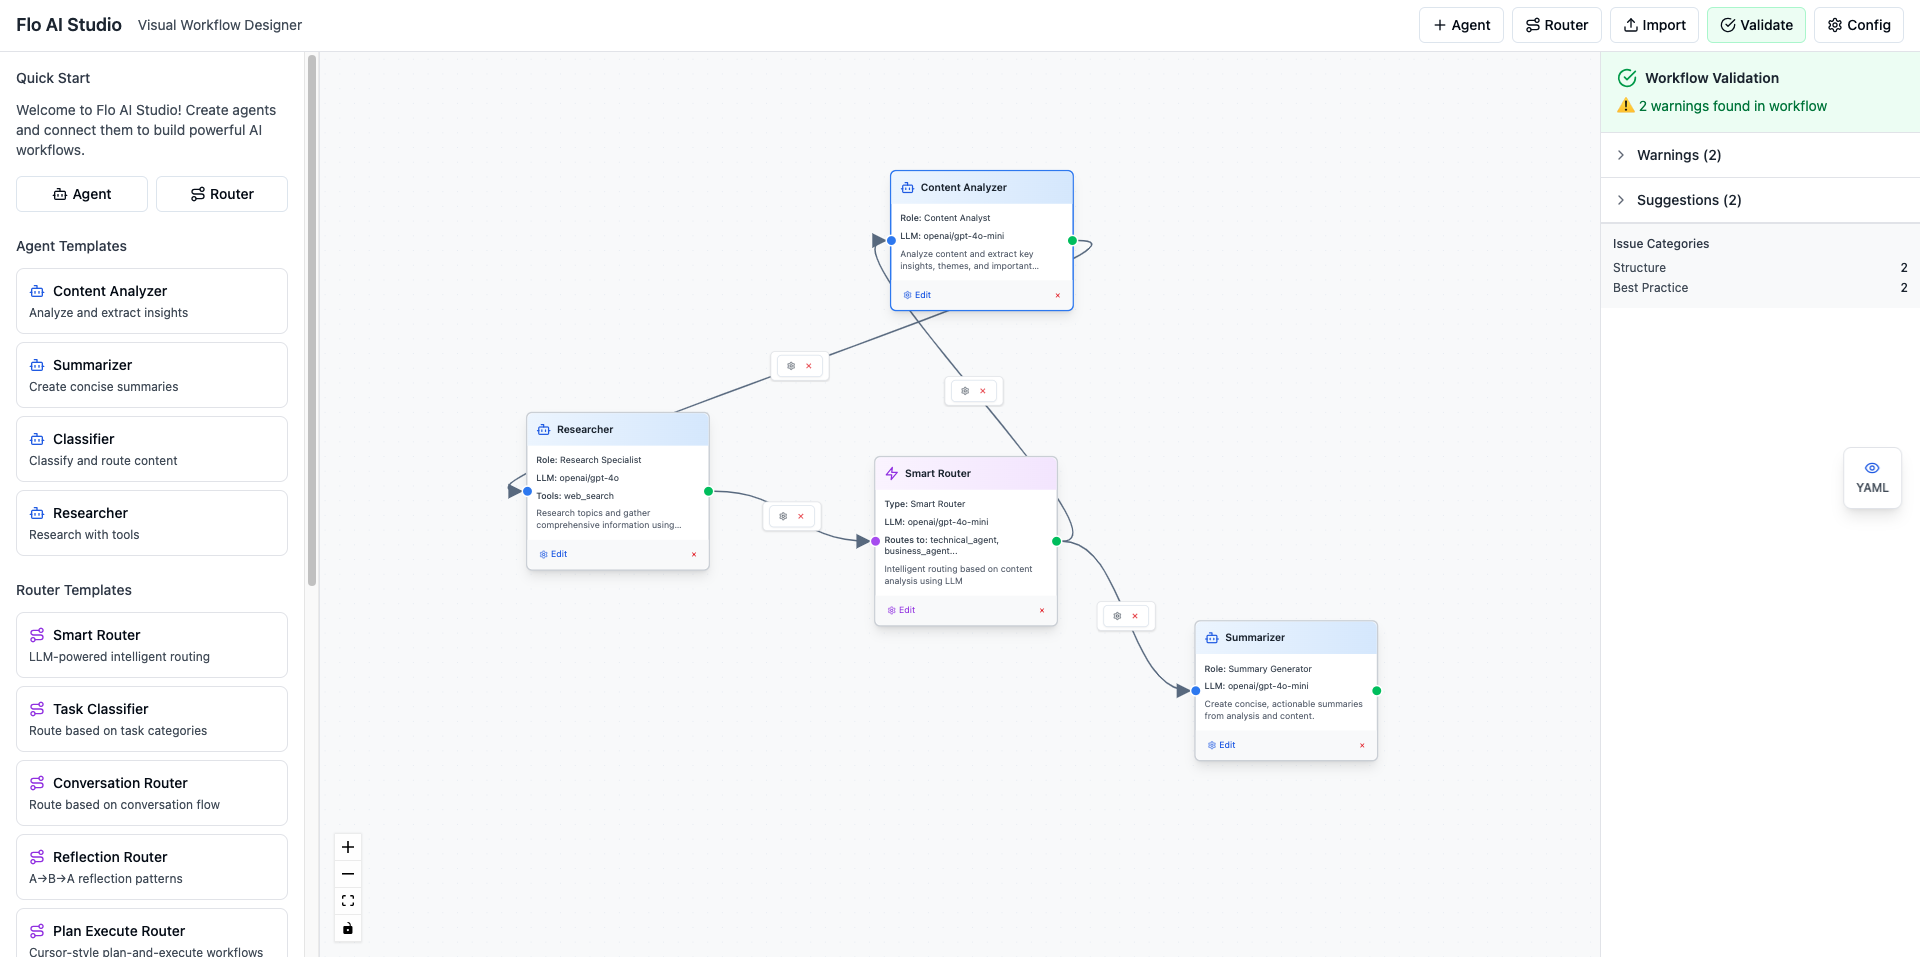 Flo AI Studio
Visual Workflow Designer
Agent
Router
Import
Validate
Config
Quick Start
Welcome to Flo AI Studio! Create agents
and connect them to build powerful AI
workflows.
Agent
Router
Agent Templates
Content Analyzer
Analyze and extract insights
Summarizer
Create concise summaries
Classifier
Classify and route content
Researcher
Research with tools
Router Templates
Smart Router
LLM-powered intelligent routing
Task Classifier
Route based on task categories
Conversation Router
Route based on conversation flow
Reflection Router
A→B→A reflection patterns
Plan Execute Router
Cursor-style plan-and-execute workflows
Content Analyzer
Role: Content Analyst
LLM: openai/gpt-4o-mini
Analyze content and extract key
insights, themes, and important...
Edit
Researcher
Role: Research Specialist
LLM: openai/gpt-4o
Tools: web_search
Research topics and gather
comprehensive information using...
Edit
Smart Router
Type: Smart Router
LLM: openai/gpt-4o-mini
Routes to: technical_agent,
business_agent...
Intelligent routing based on content
analysis using LLM
Edit
Summarizer
Role: Summary Generator
LLM: openai/gpt-4o-mini
Create concise, actionable summaries
from analysis and content.
Edit
Workflow Validation
2 warnings found in workflow
Warnings (2)
Suggestions (2)
Issue Categories
Structure 2
Best Practice 2
YAML